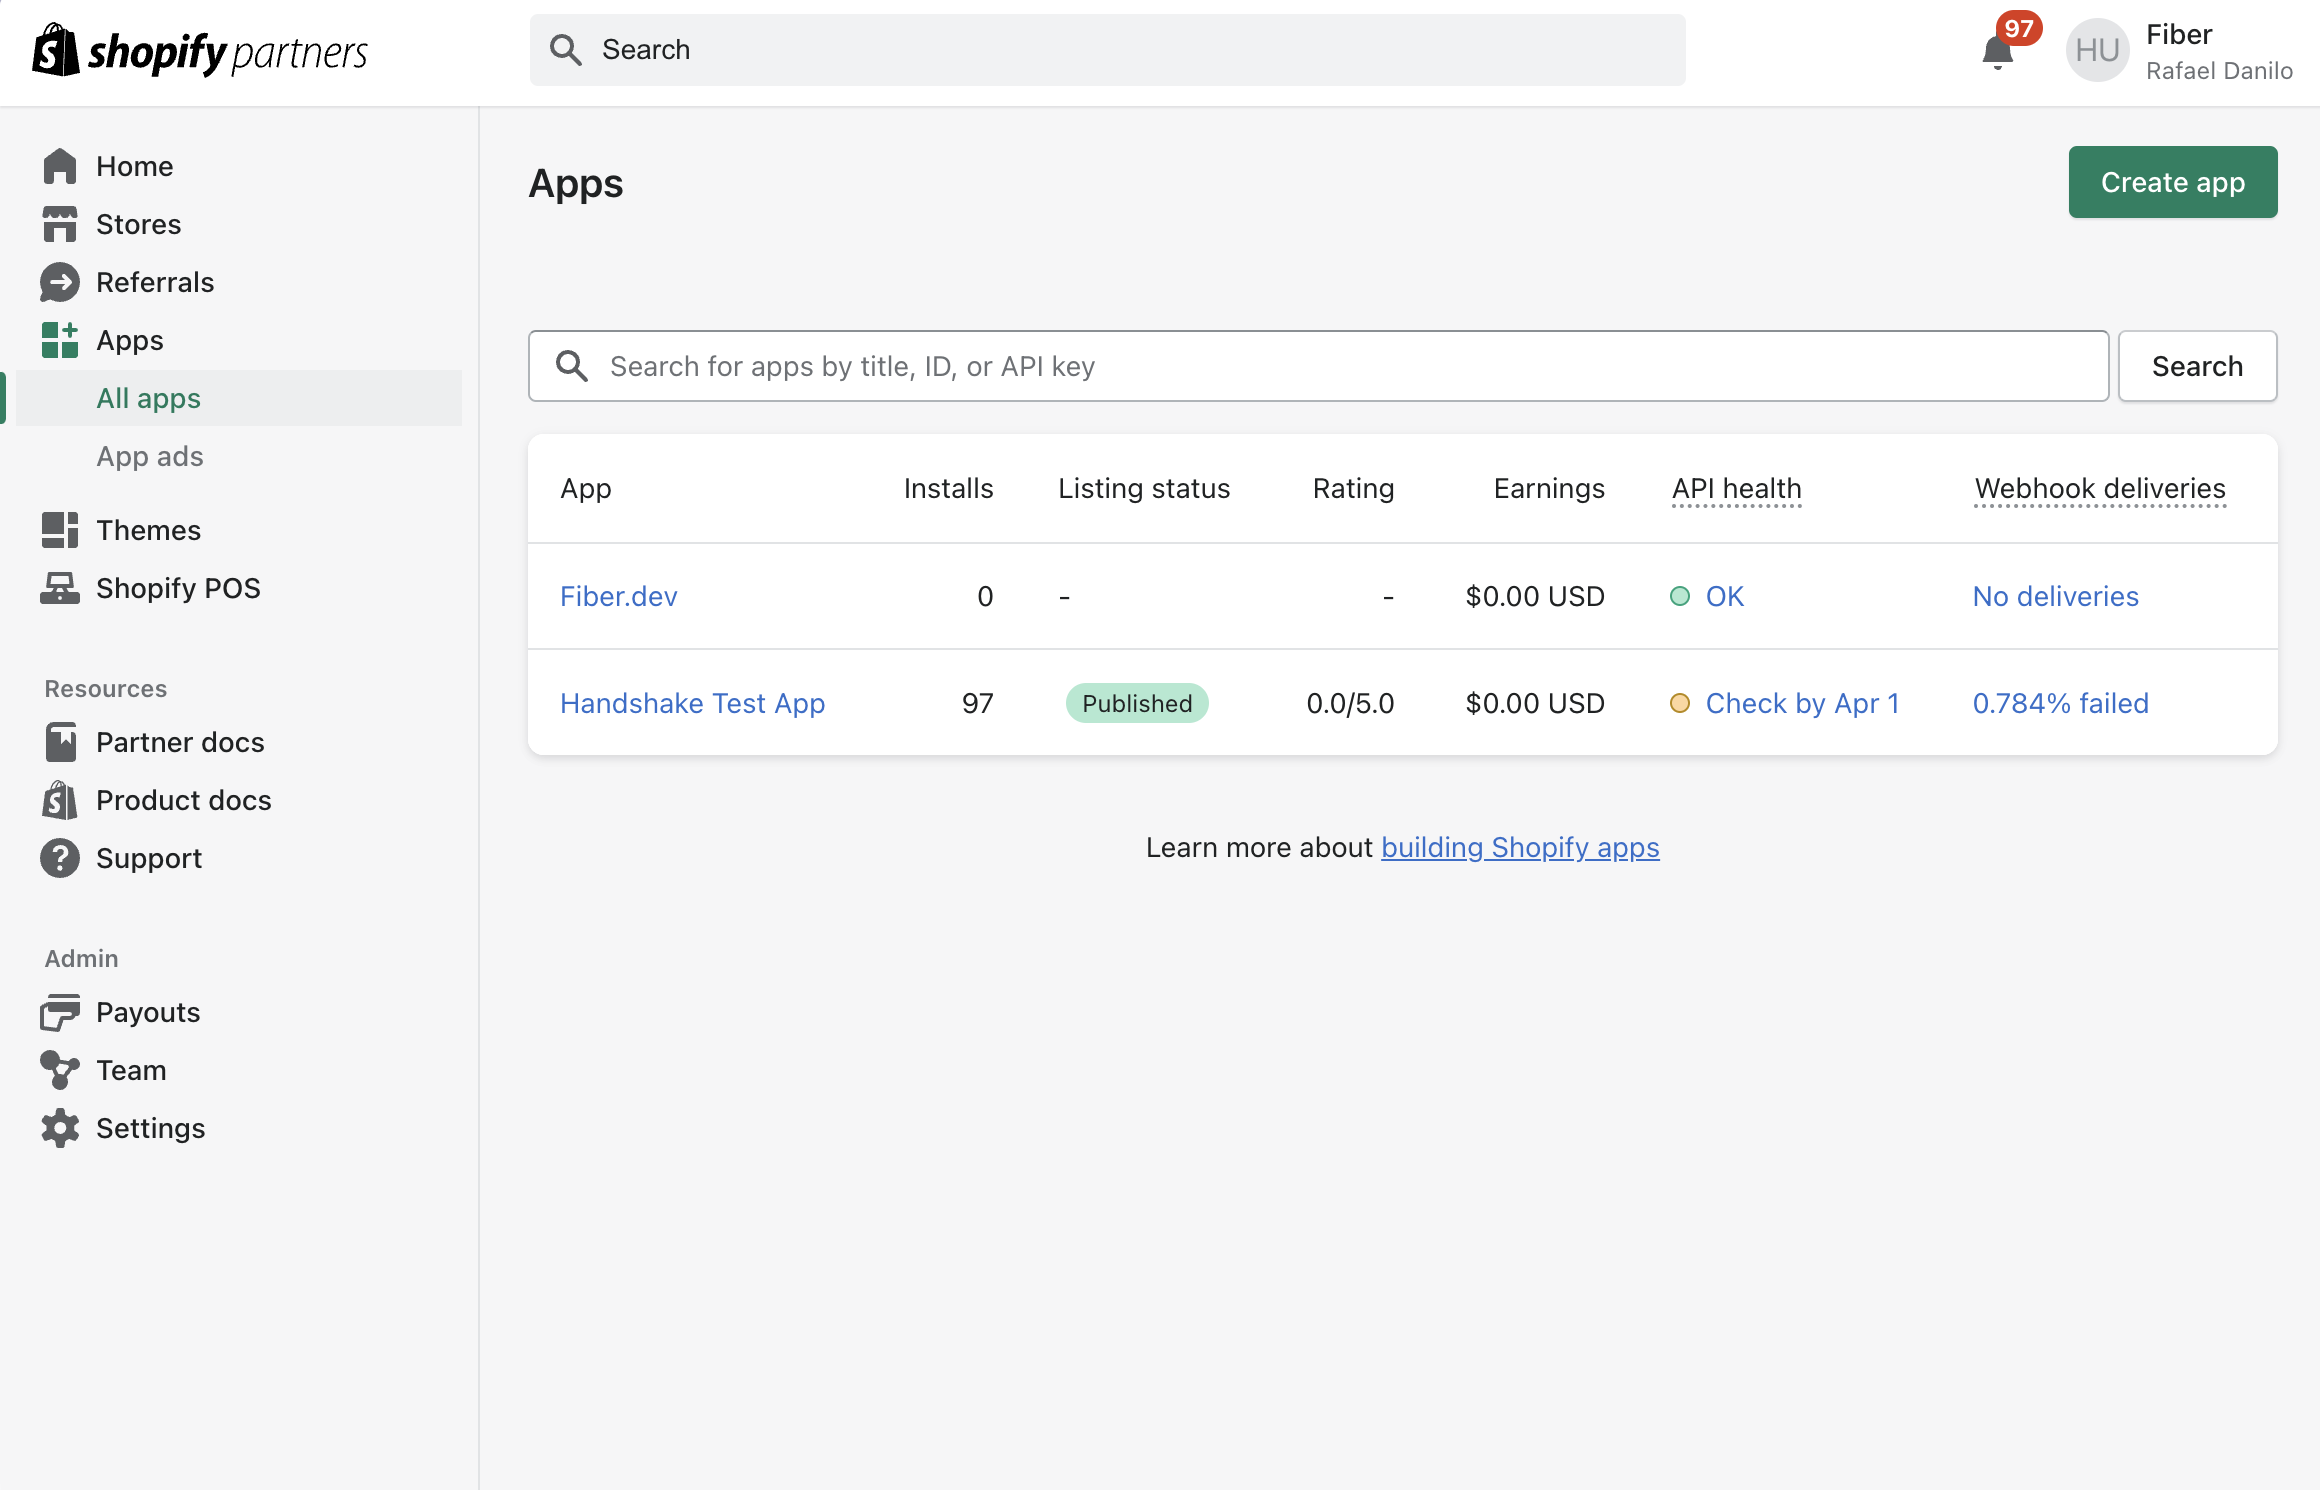 shopify partners
Search
97
HU
Fiber
Rafael Danilo
Home
Stores
Referrals
Apps
All apps
App ads
Themes
Shopify POS
Resources
Partner docs
Product docs
Support
Admin
Payouts
Team
Settings
Apps
Create app
Search for apps by title, ID, or API key
Search
App Installs Listing status Rating Earnings API health Webhook deliveries
Fiber.dev 0 - - $0.00 USD OK No deliveries
Handshake Test App 97 Published 0.0/5.0 $0.00 USD Check by Apr 1 0.784% failed
Learn more about building Shopify apps